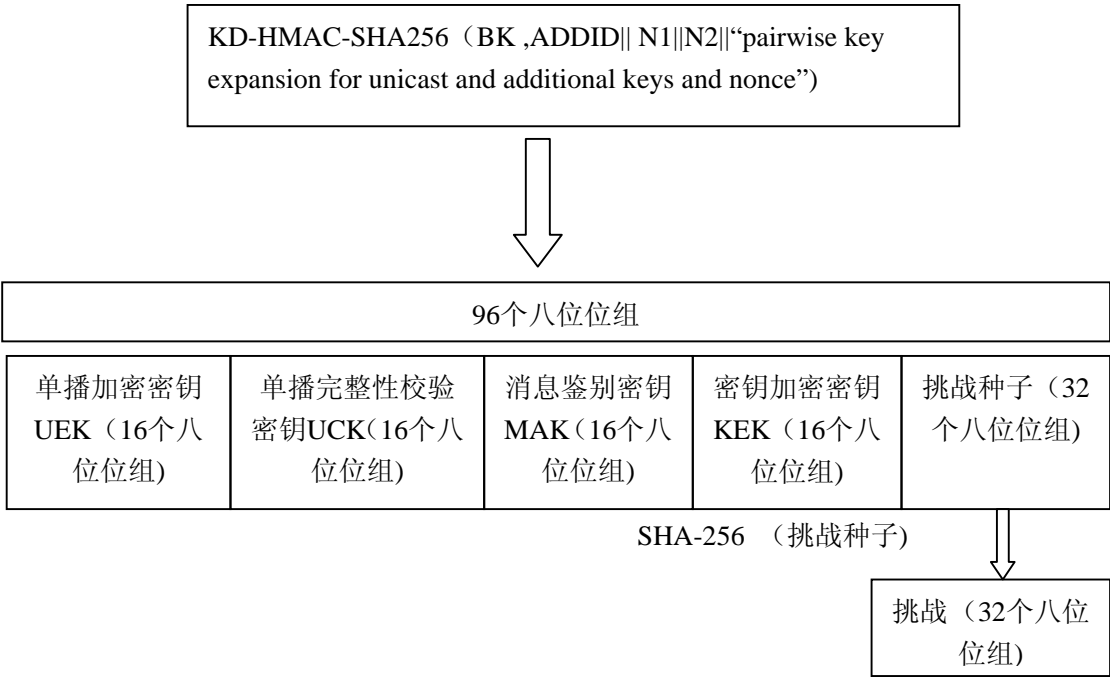 KD-HMAC-SHA256（BK ,ADDID|| N1||N2||“pairwise key
expansion for unicast and additional keys and nonce”)
96个八位位组
单播加密密钥
UEK（16个八
位位组)
单播完整性校验
密钥UCK（16个八
位位组)
消息鉴别密钥
MAK（16个八
位位组)
密钥加密密钥
KEK（16个八
位位组)
挑战种子（32
个八位位组)
SHA-256 （挑战种子)
挑战（32个八位
位组)